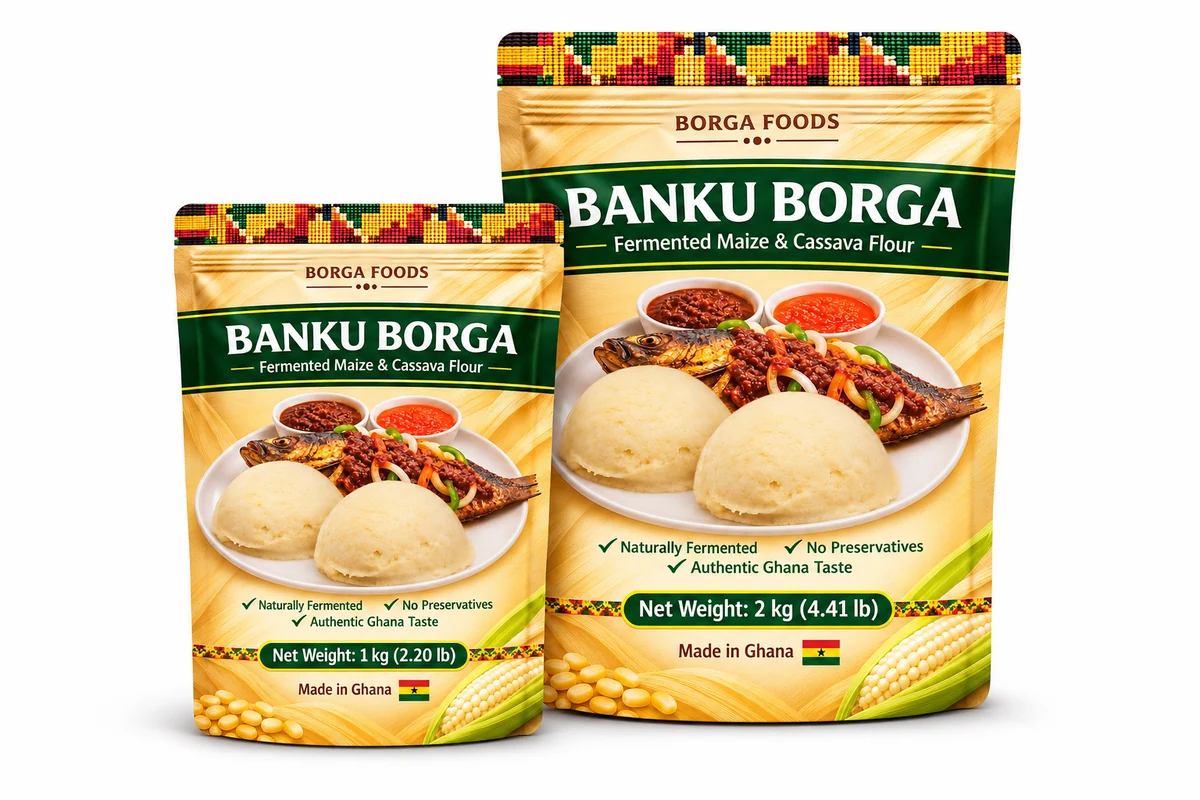 BORGA FOODS
BANKU BORGA
Fermented Maize & Cassava Flour
✓ Naturally Fermented ✓ No Preservatives
✓ Authentic Ghana Taste
Net Weight: 1 kg (2.20 lb)
Made in Ghana
BORGA FOODS
BANKU BORGA
Fermented Maize & Cassava Flour
✓ Naturally Fermented ✓ No Preservatives
✓ Authentic Ghana Taste
Net Weight: 2 kg (4.41 lb)
Made in Ghana